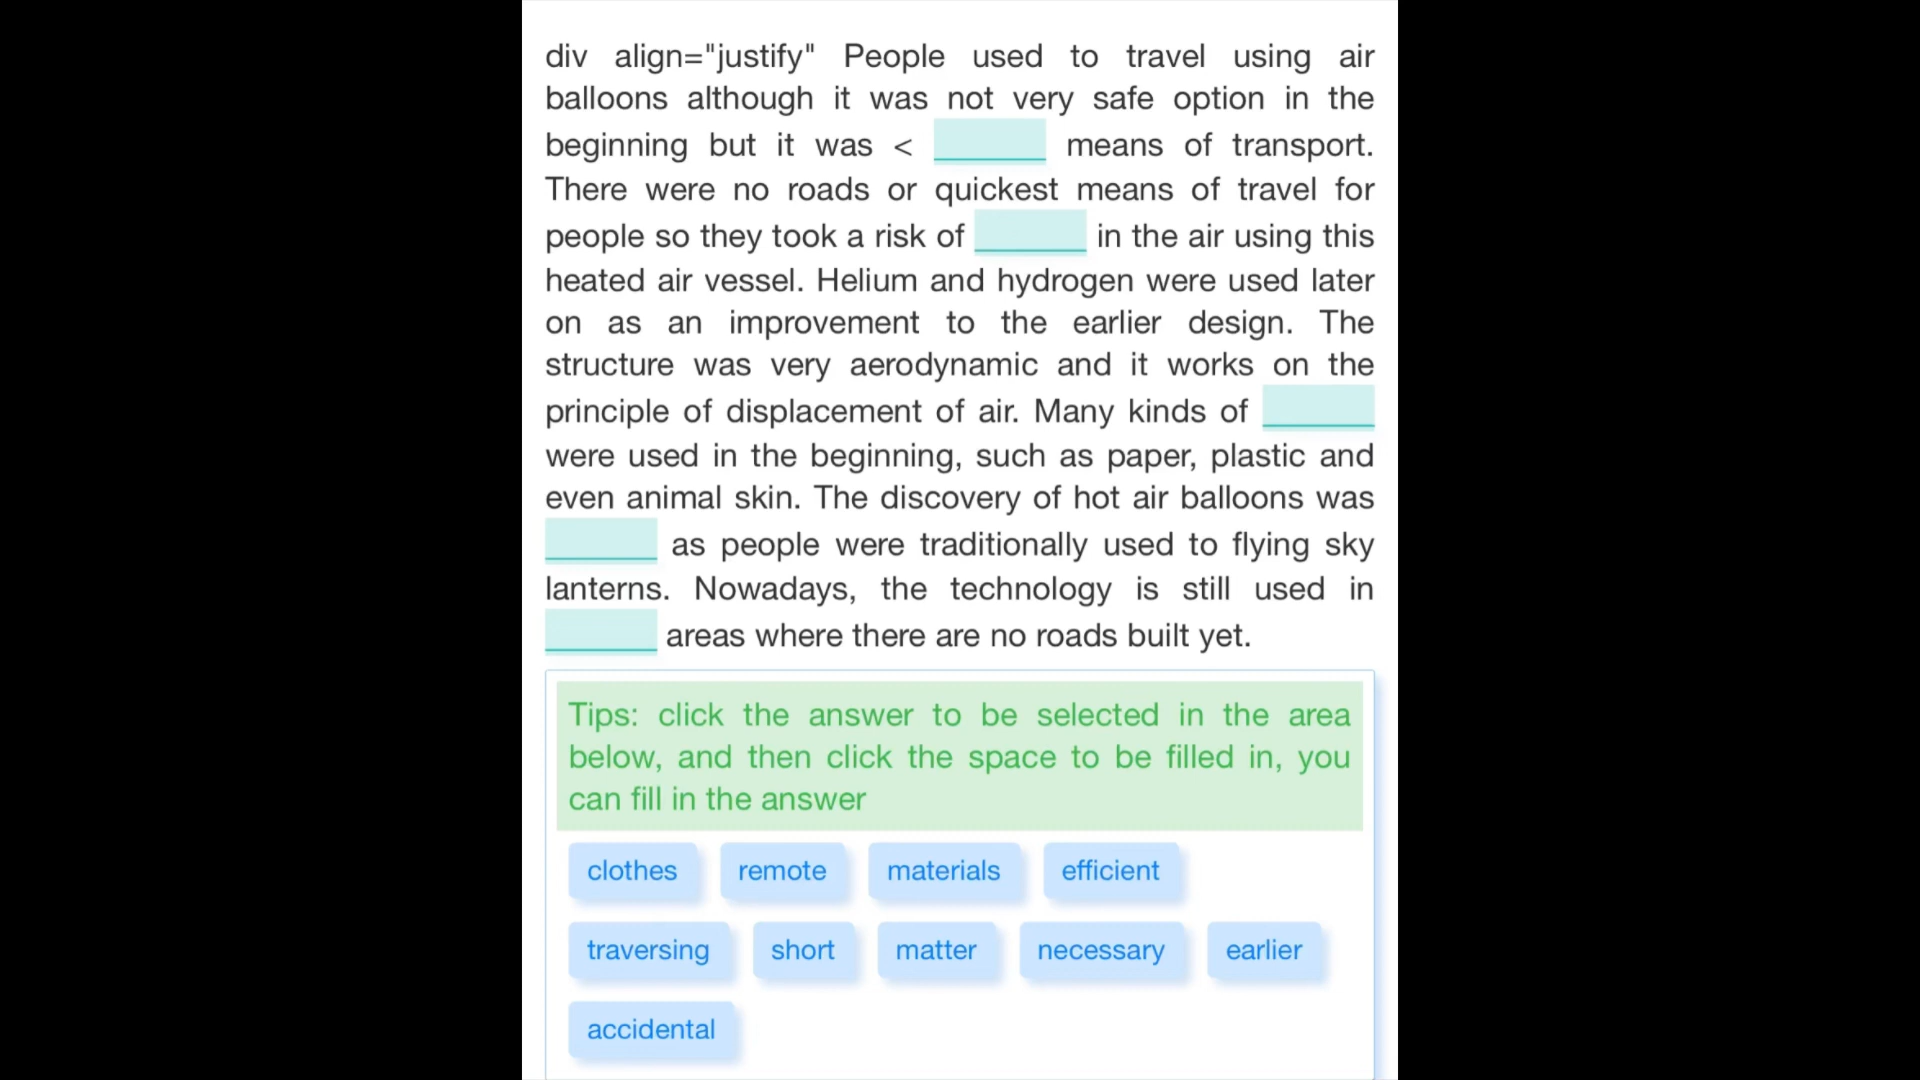 div align="justify" People used to travel using air
balloons although it was not very safe option in the
beginning but it was < means of transport.
There were no roads or quickest means of travel for
people so they took a risk of in the air using this
heated air vessel. Helium and hydrogen were used later
on as an improvement to the earlier design. The
structure was very aerodynamic and it works on the
principle of displacement of air. Many kinds of
were used in the beginning, such as paper, plastic and
even animal skin. The discovery of hot air balloons was
as people were traditionally used to flying sky
lanterns. Nowadays, the technology is still used in
areas where there are no roads built yet.
Tips: click the answer to be selected in the area
below, and then click the space to be filled in, you
can fill in the answer
clothes remote materials efficient
traversing short matter necessary earlier
accidental